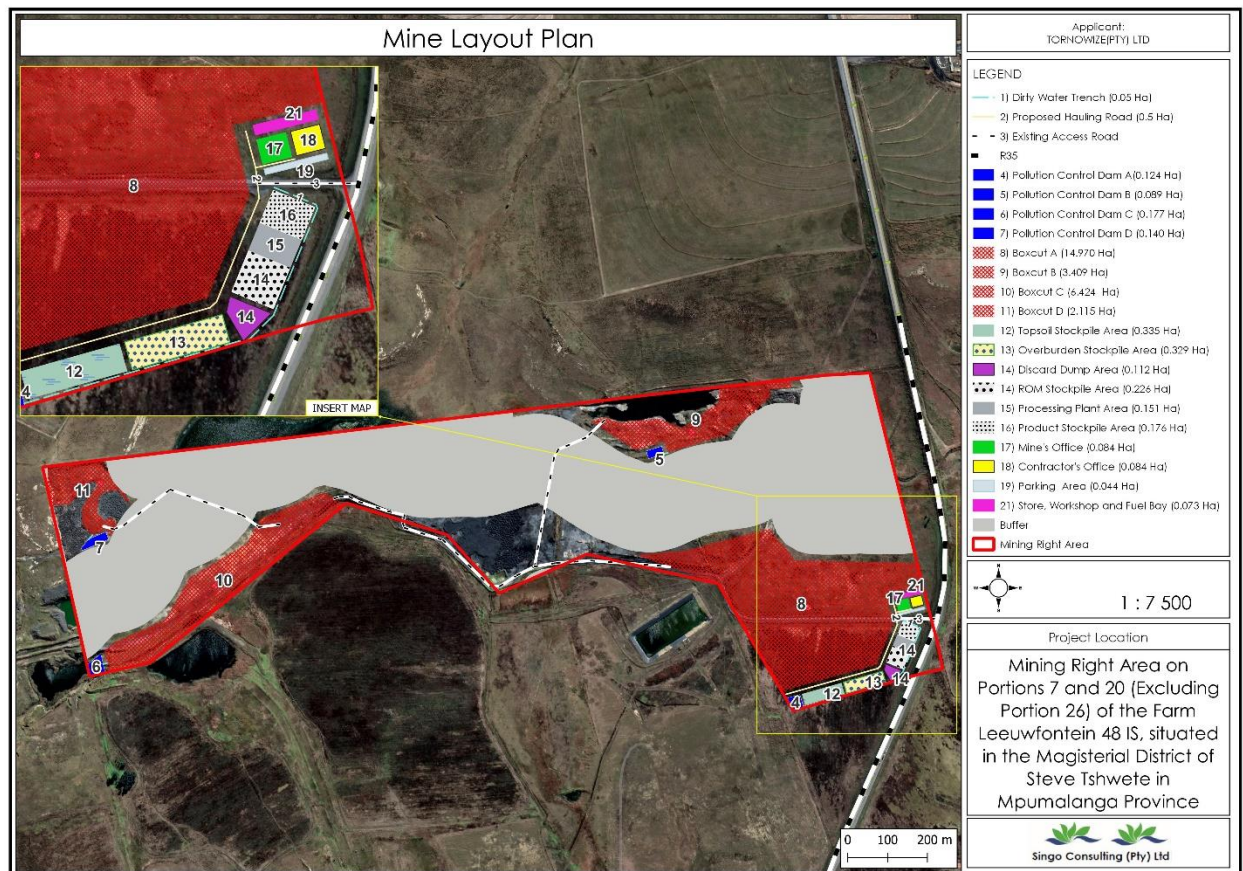 Mine Layout Plan
21
17
18
19
2
3
8
1
16
15
14
14
13
12
4
INSERT MAP
9
5
11
7
10
6
8
21
17
2
3
14
14
13
12
4
0 100 200 m
Applicant:
TORNOWIZE(PTY) LTD
LEGEND
1) Dirty Water Trench (0.05 Ha)
2) Proposed Hauling Road (0.5 Ha)
3) Existing Access Road
R35
4) Pollution Control Dam A(0.124 Ha)
5) Pollution Control Dam B (0.089 Ha)
6) Pollution Control Dam C (0.177 Ha)
7) Pollution Control Dam D (0.140 Ha)
8) Boxcut A (14.970 Ha)
9) Boxcut B (3.409 Ha)
10) Boxcut C (6.424 Ha)
11) Boxcut D (2.115 Ha)
12) Topsoil Stockpile Area (0.335 Ha)
13) Overburden Stockpile Area (0.329 Ha)
14) Discard Dump Area (0.112 Ha)
14) ROM Stockpile Area (0.226 Ha)
15) Processing Plant Area (0.151 Ha)
16) Product Stockpile Area (0.176 Ha)
17) Mine's Office (0.084 Ha)
18) Contractor's Office (0.084 Ha)
19) Parking Area (0.044 Ha)
21) Store, Workshop and Fuel Bay (0.073 Ha)
Buffer
Mining Right Area
1 : 7 500
Project Location
Mining Right Area on
Portions 7 and 20 (Excluding
Portion 26) of the Farm
Leeuwfontein 48 IS, situated
in the Magisterial District of
Steve Tshwete in
Mpumalanga Province
Singo Consulting (Pty) Ltd